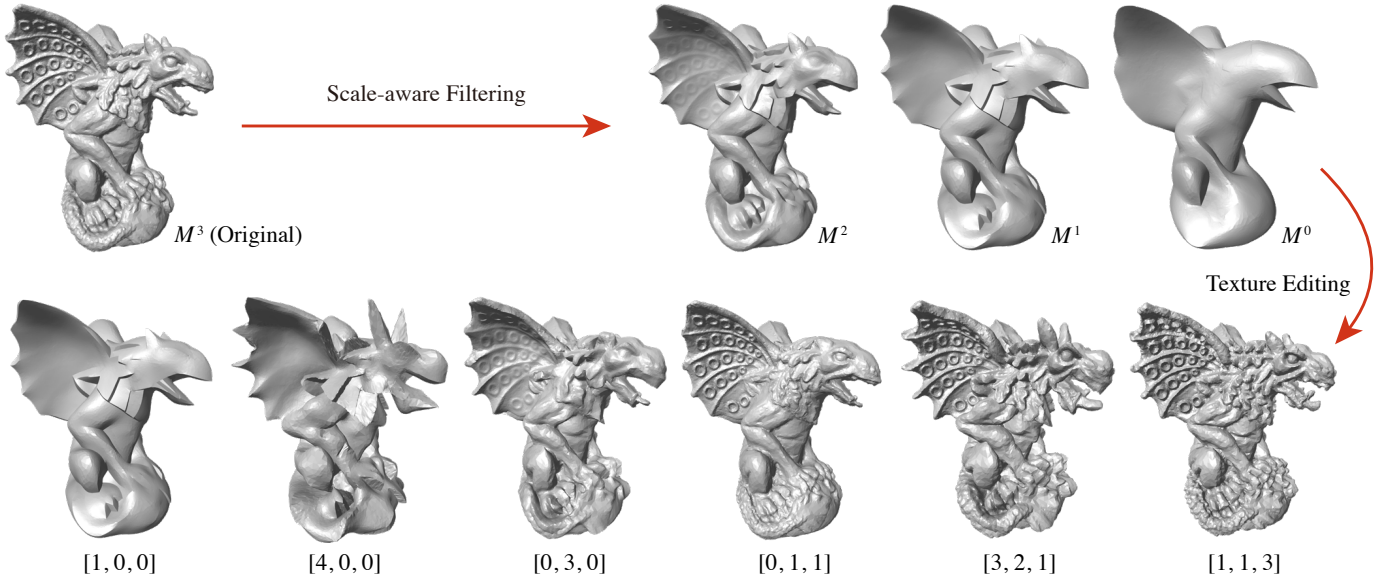 Scale-aware Filtering
M³ (Original)
M²
M¹
M⁰
Texture Editing
[1, 0, 0]
[4, 0, 0]
[0, 3, 0]
[0, 1, 1]
[3, 2, 1]
[1, 1, 3]